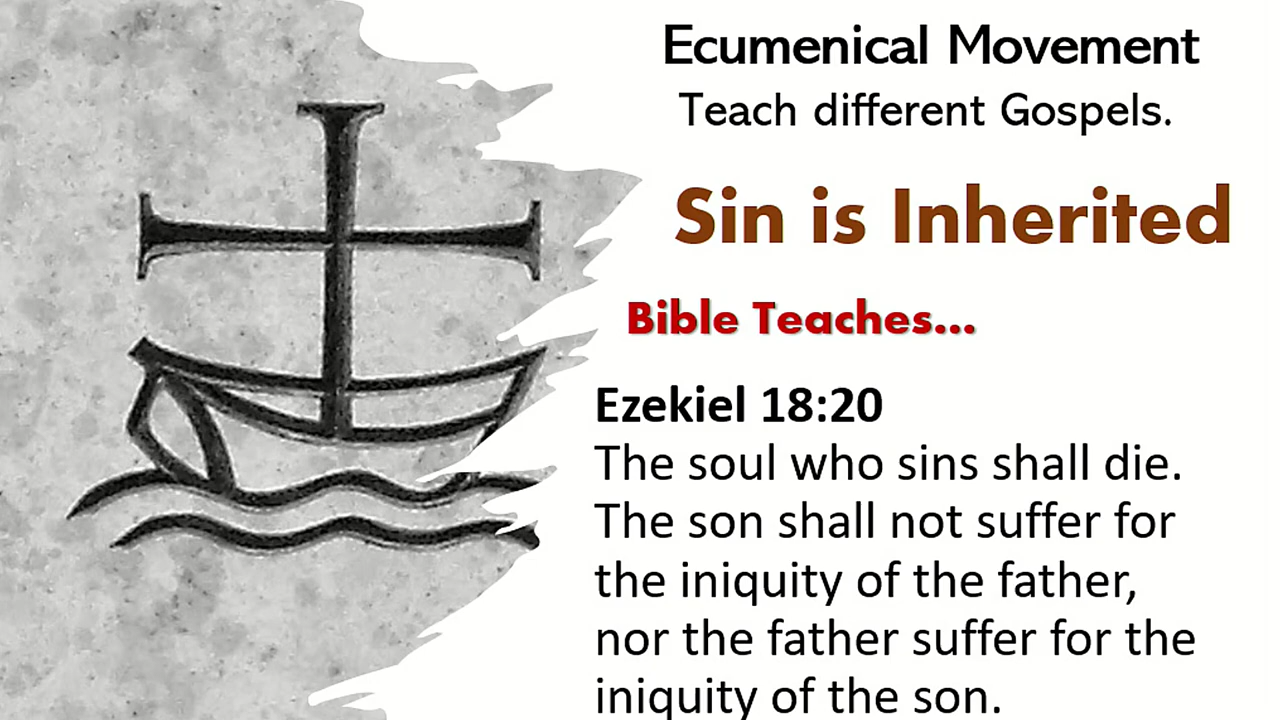 Ecumenical Movement
Teach different Gospels.
Sin is Inherited
Bible Teaches...
Ezekiel 18:20
The soul who sins shall die.
The son shall not suffer for
the iniquity of the father,
nor the father suffer for the
iniquity of the son.